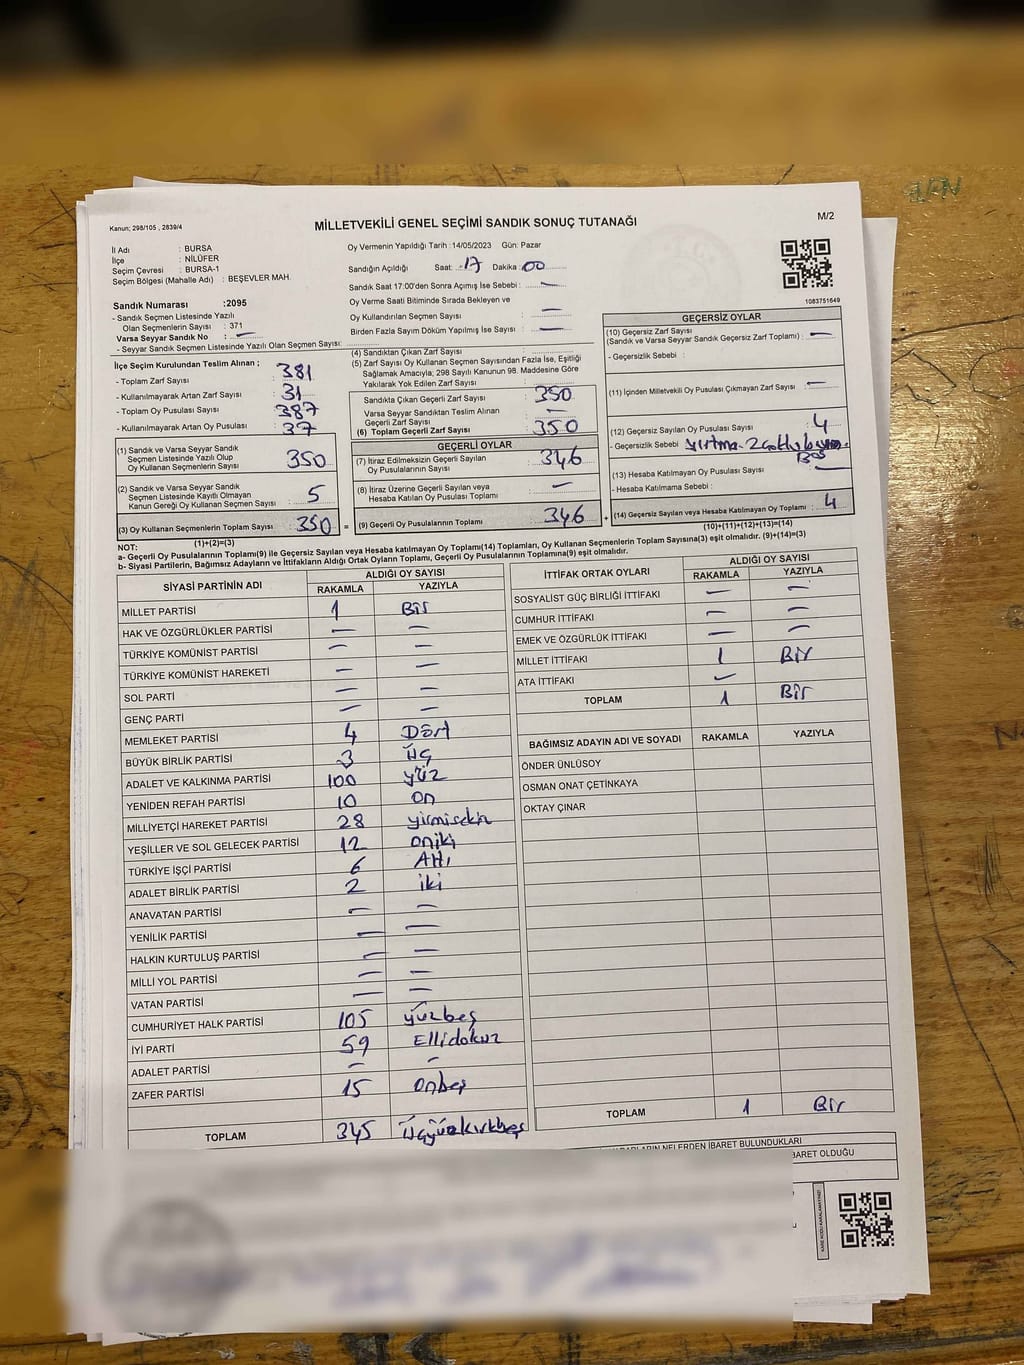 Kanun; 298/105 , 2839/4
MİLLETVEKİLİ GENEL SEÇİMİ SANDIK SONUÇ TUTANAĞI
M/2
İl Adı : BURSA
İlçe : NİLÜFER
Seçim Çevresi : BURSA-1
Seçim Bölgesi (Mahalle Adı) : BEŞEVLER MAH.
Sandık Numarası :2095
- Sandık Seçmen Listesinde Yazılı
Olan Seçmenlerin Sayısı : 371
Varsa Seyyar Sandık No : —
- Seyyar Sandık Seçmen Listesinde Yazılı Olan Seçmen Sayısı:
Oy Vermenin Yapıldığı Tarih :14/05/2023 Gün: Pazar
Sandığın Açıldığı Saat: 17 Dakika: 00
Sandık Saat 17:00'den Sonra Açımış İse Sebebi : —
Oy Verme Saati Bitiminde Sırada Bekleyen ve
Oy Kullandırılan Seçmen Sayısı : —
Birden Fazla Sayım Döküm Yapılmış İse Sayısı : —
1083751649
İlçe Seçim Kurulundan Teslim Alınan ;
- Toplam Zarf Sayısı : 381
- Kullanılmayarak Artan Zarf Sayısı : 31
- Toplam Oy Pusulası Sayısı : 387
- Kullanılmayarak Artan Oy Pusulası : 37
(1) Sandık ve Varsa Seyyar Sandık
Seçmen Listesinde Yazılı Olup
Oy Kullanan Seçmenlerin Sayısı : 350
(2) Sandık ve Varsa Seyyar Sandık
Seçmen Listesinde Kayıtlı Olmayan
Kanun Gereği Oy Kullanan Seçmen Sayısı : 5
(3) Oy Kullanan Seçmenlerin Toplam Sayısı : 350
(1)+(2)=(3)
(4) Sandıktan Çıkan Zarf Sayısı :
(5) Zarf Sayısı Oy Kullanan Seçmen Sayısından Fazla İse, Eşitliği
Sağlamak Amacıyla; 298 Sayılı Kanunun 98. Maddesine Göre
Yakılarak Yok Edilen Zarf Sayısı :
Sandıkta Çıkan Geçerli Zarf Sayısı : 350
Varsa Seyyar Sandıktan Teslim Alınan
Geçerli Zarf Sayısı : —
(6) Toplam Geçerli Zarf Sayısı : 350
GEÇERLİ OYLAR
(7) İtiraz Edilmeksizin Geçerli Sayılan
Oy Pusulalarının Sayısı : 346
(8) İtiraz Üzerine Geçerli Sayılan veya
Hesaba Katılan Oy Pusulası Toplamı : —
= (9) Geçerli Oy Pusulalarının Toplamı : 346
GEÇERSİZ OYLAR
(10) Geçersiz Zarf Sayısı
(Sandık ve Varsa Seyyar Sandık Geçersiz Zarf Toplamı) : —
- Geçersizlik Sebebi :
(11) İçinden Milletvekili Oy Pusulası Çıkmayan Zarf Sayısı : —
(12) Geçersiz Sayılan Oy Pusulası Sayısı : 4
- Geçersizlik Sebebi : yırtma-2
(13) Hesaba Katılmayan Oy Pusulası Sayısı : —
- Hesaba Katılmama Sebebi :
+ (14) Geçersiz Sayılan veya Hesaba Katılmayan Oy Toplamı : 4
(10)+(11)+(12)+(13)=(14)
NOT:
a- Geçerli Oy Pusulalarının Toplamı(9) ile Geçersiz Sayılan veya Hesaba katılmayan Oy Toplamı(14) Toplamları, Oy Kullanan Seçmenlerin Toplam Sayısına(3) eşit olmalıdır. (9)+(14)=(3)
b- Siyasi Partilerin, Bağımsız Adayların ve İttifakların Aldığı Ortak Oyların Toplamı, Geçerli Oy Pusulalarının Toplamına(9) eşit olmalıdır.
SİYASİ PARTİNİN ADI ALDIĞI OY SAYISI
RAKAMLA YAZIYLA
MİLLET PARTİSİ 1 Bir
HAK VE ÖZGÜRLÜKLER PARTİSİ — —
TÜRKİYE KOMÜNİST PARTİSİ — —
TÜRKİYE KOMÜNİST HAREKETİ — —
SOL PARTİ — —
GENÇ PARTİ — —
MEMLEKET PARTİSİ 4 Dört
BÜYÜK BİRLİK PARTİSİ 3 üç
ADALET VE KALKINMA PARTİSİ 100 yüz
YENİDEN REFAH PARTİSİ 10 on
MİLLİYETÇİ HAREKET PARTİSİ 28 yirmisekiz
YEŞİLLER VE SOL GELECEK PARTİSİ 12 oniki
TÜRKİYE İŞÇİ PARTİSİ 6 Altı
ADALET BİRLİK PARTİSİ 2 iki
ANAVATAN PARTİSİ — —
YENİLİK PARTİSİ — —
HALKIN KURTULUŞ PARTİSİ — —
MİLLİ YOL PARTİSİ — —
VATAN PARTİSİ — —
CUMHURİYET HALK PARTİSİ 105 yüzbeş
İYİ PARTİ 59 Ellidokuz
ADALET PARTİSİ — —
ZAFER PARTİSİ 15 onbeş
TOPLAM 345 üçyüzkırkbeş
İTTİFAK ORTAK OYLARI ALDIĞI OY SAYISI
RAKAMLA YAZIYLA
SOSYALİST GÜÇ BİRLİĞİ İTTİFAKI — —
CUMHUR İTTİFAKI — —
EMEK VE ÖZGÜRLÜK İTTİFAKI — —
MİLLET İTTİFAKI 1 Bir
ATA İTTİFAKI —
TOPLAM 1 Bir
BAĞIMSIZ ADAYIN ADI VE SOYADI RAKAMLA YAZIYLA
ÖNDER ÜNLÜSOY
OSMAN ONAT ÇETİNKAYA
OKTAY ÇINAR
TOPLAM 1 Bir
NELERDEN İBARET BULUNDUKLARI
BARET OLDUĞU